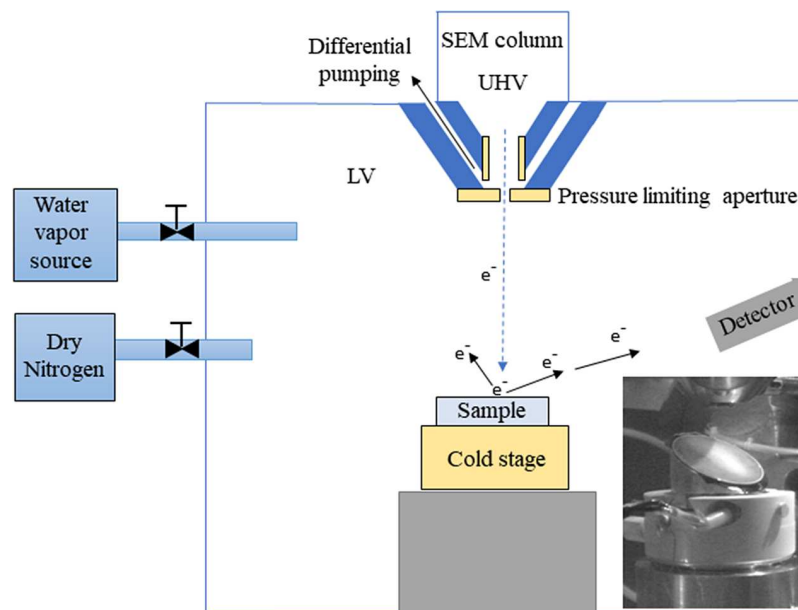 SEM column
UHV
Differential
pumping
LV
Pressure limiting aperture
Water
vapor
source
e-
Dry
Nitrogen
Detector
e-
e-
e-
e-
Sample
Cold stage